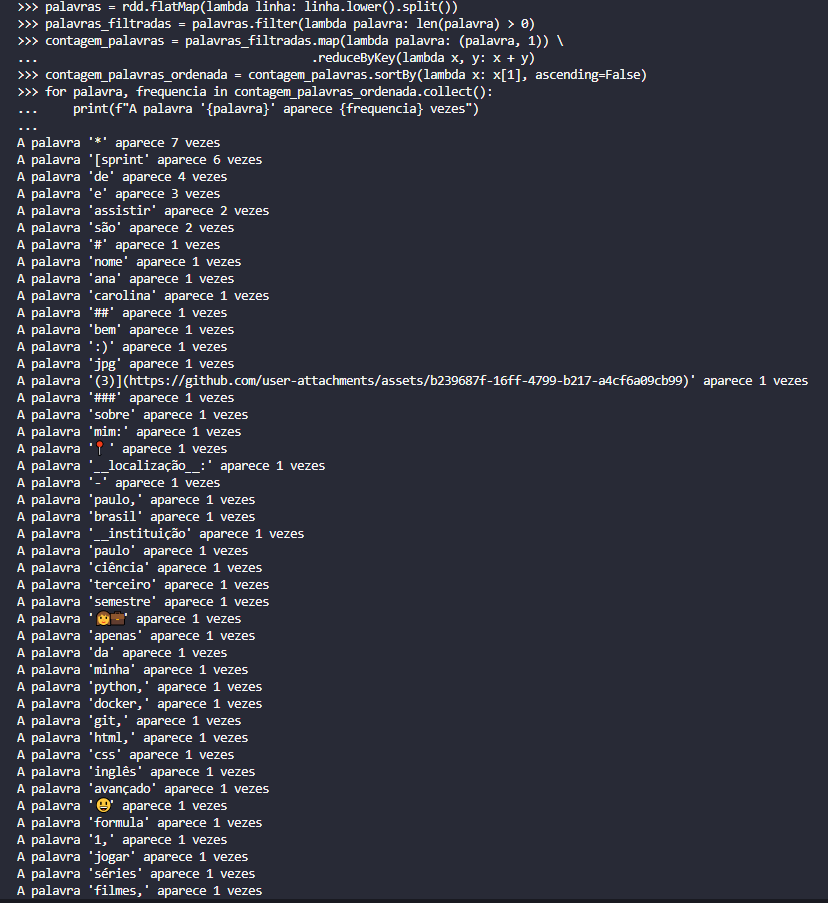 >>> palavras = rdd.flatMap(lambda linha: linha.lower().split())
>>> palavras_filtradas = palavras.filter(lambda palavra: len(palavra) > 0)
>>> contagem_palavras = palavras_filtradas.map(lambda palavra: (palavra, 1)) \
...                                       .reduceByKey(lambda x, y: x + y)
>>> contagem_palavras_ordenada = contagem_palavras.sortBy(lambda x: x[1], ascending=False)
>>> for palavra, frequencia in contagem_palavras_ordenada.collect():
...     print(f"A palavra '{palavra}' aparece {frequencia} vezes")
...
A palavra '*' aparece 7 vezes
A palavra '[sprint' aparece 6 vezes
A palavra 'de' aparece 4 vezes
A palavra 'e' aparece 3 vezes
A palavra 'assistir' aparece 2 vezes
A palavra 'são' aparece 2 vezes
A palavra '#' aparece 1 vezes
A palavra 'nome' aparece 1 vezes
A palavra 'ana' aparece 1 vezes
A palavra 'carolina' aparece 1 vezes
A palavra '##' aparece 1 vezes
A palavra 'bem' aparece 1 vezes
A palavra ':)' aparece 1 vezes
A palavra 'jpg' aparece 1 vezes
A palavra '(3)](https://github.com/user-attachments/assets/b239687f-16ff-4799-b217-a4cf6a09cb99)' aparece 1 vezes
A palavra '###' aparece 1 vezes
A palavra 'sobre' aparece 1 vezes
A palavra 'mim:' aparece 1 vezes
A palavra '📍' aparece 1 vezes
A palavra '__localização__:' aparece 1 vezes
A palavra '-' aparece 1 vezes
A palavra 'paulo,' aparece 1 vezes
A palavra 'brasil' aparece 1 vezes
A palavra '__instituição' aparece 1 vezes
A palavra 'paulo' aparece 1 vezes
A palavra 'ciência' aparece 1 vezes
A palavra 'terceiro' aparece 1 vezes
A palavra 'semestre' aparece 1 vezes
A palavra '👩💼' aparece 1 vezes
A palavra 'apenas' aparece 1 vezes
A palavra 'da' aparece 1 vezes
A palavra 'minha' aparece 1 vezes
A palavra 'python,' aparece 1 vezes
A palavra 'docker,' aparece 1 vezes
A palavra 'git,' aparece 1 vezes
A palavra 'html,' aparece 1 vezes
A palavra 'css' aparece 1 vezes
A palavra 'inglês' aparece 1 vezes
A palavra 'avançado' aparece 1 vezes
A palavra '😀' aparece 1 vezes
A palavra 'formula' aparece 1 vezes
A palavra '1,' aparece 1 vezes
A palavra 'jogar' aparece 1 vezes
A palavra 'séries' aparece 1 vezes
A palavra 'filmes,' aparece 1 vezes